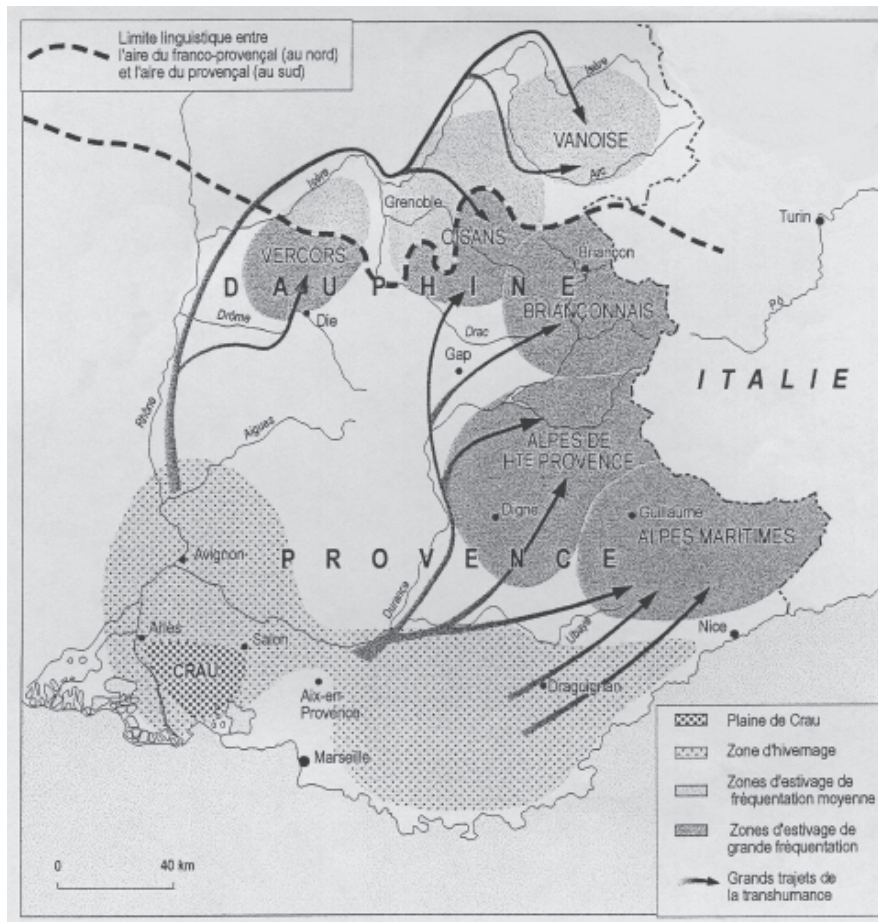 Limite linguistique entre
l'aire du franco-provençal (au nord)
et l'aire du provençal (au sud)
Isère
VANOISE
Arc
Isère
Grenoble
Turin
OISANS
VERCORS
Briançon
DAUPHINE
Pô
BRIANÇONNAIS
Drôme
Die
Drac
Gap
ITALIE
Rhône
Aigues
ALPES DE
Hte PROVENCE
Digne
Guillaume
ALPES MARITIMES
Avignon
PROVENCE
Durance
Ubaye
Nice
Arles
Salon
CRAU
Aix-en-
Provence
Draguignan
Marseille
Plaine de Crau
Zone d'hivernage
Zones d'estivage de
fréquentation moyenne
Zones d'estivage de
grande fréquentation
Grands trajets de
la transhumance
0 40 km